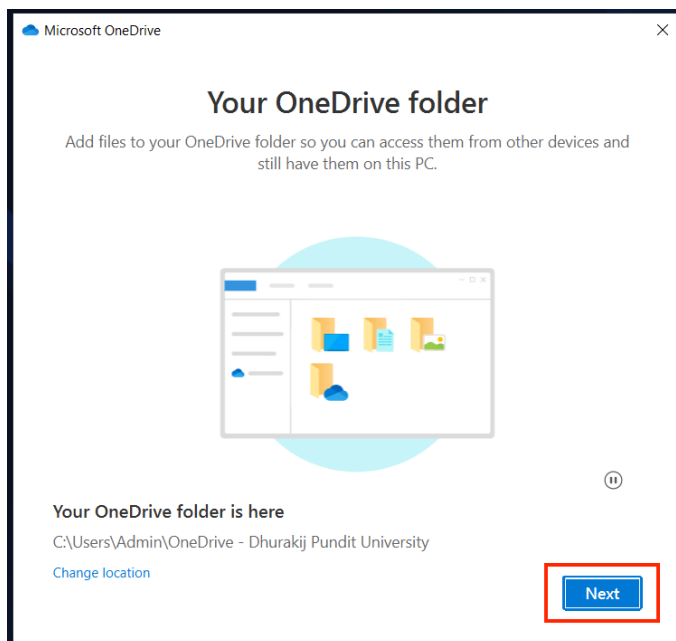 Microsoft OneDrive
Your OneDrive folder
Add files to your OneDrive folder so you can access them from other devices and
still have them on this PC.
Your OneDrive folder is here
C:\Users\Admin\OneDrive - Dhurakij Pundit University
Change location
Next